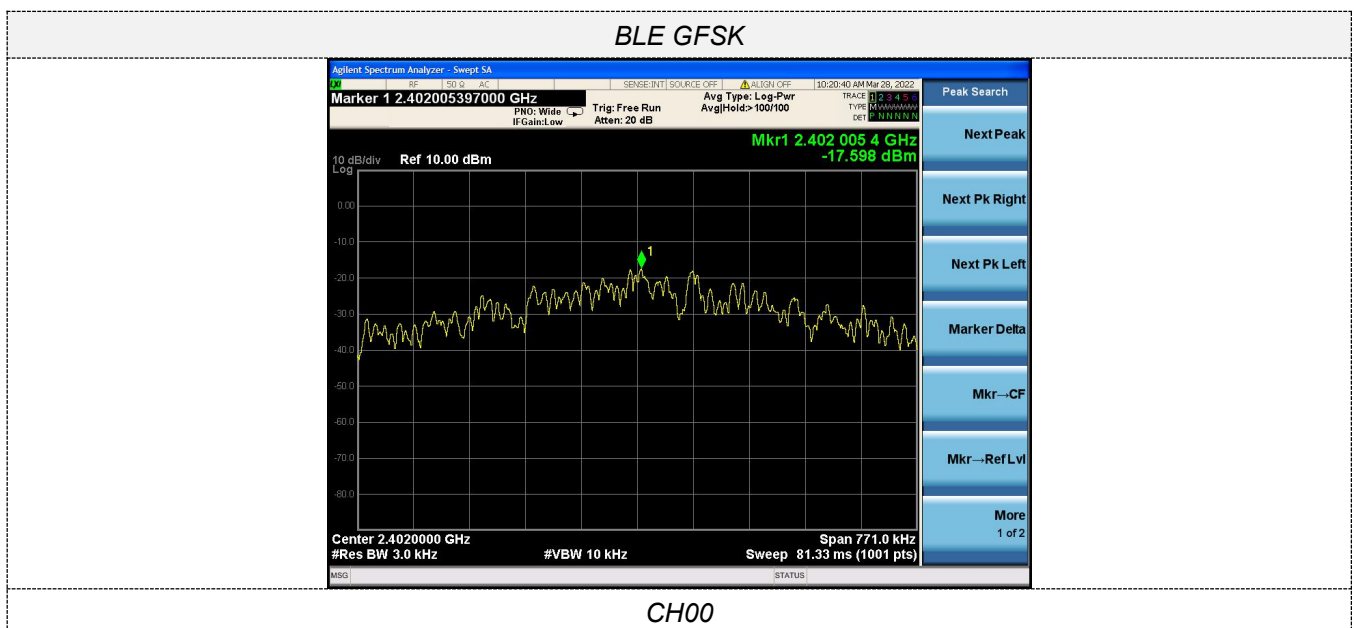 BLE GFSK
Agilent Spectrum Analyzer - Swept SA
RF 50 Ω AC SENSE:INT SOURCE OFF ALIGN OFF 10:20:40 AM Mar 28, 2022
Marker 1 2.402005397000 GHz
PNO: Wide
IFGain:Low
Trig: Free Run
Atten: 20 dB
Avg Type: Log-Pwr
Avg|Hold:>100/100
TRACE 1 2 3 4 5 6
TYPE M
DET P N N N N N
Mkr1 2.402 005 4 GHz
-17.598 dBm
10 dB/div Ref 10.00 dBm
Log
0.00
-10.0
1
-20.0
-30.0
-40.0
-50.0
-60.0
-70.0
-80.0
Center 2.4020000 GHz Span 771.0 kHz
#Res BW 3.0 kHz #VBW 10 kHz Sweep 81.33 ms (1001 pts)
MSG STATUS
Peak Search
Next Peak
Next Pk Right
Next Pk Left
Marker Delta
Mkr→CF
Mkr→Ref Lvl
More
1 of 2
CH00